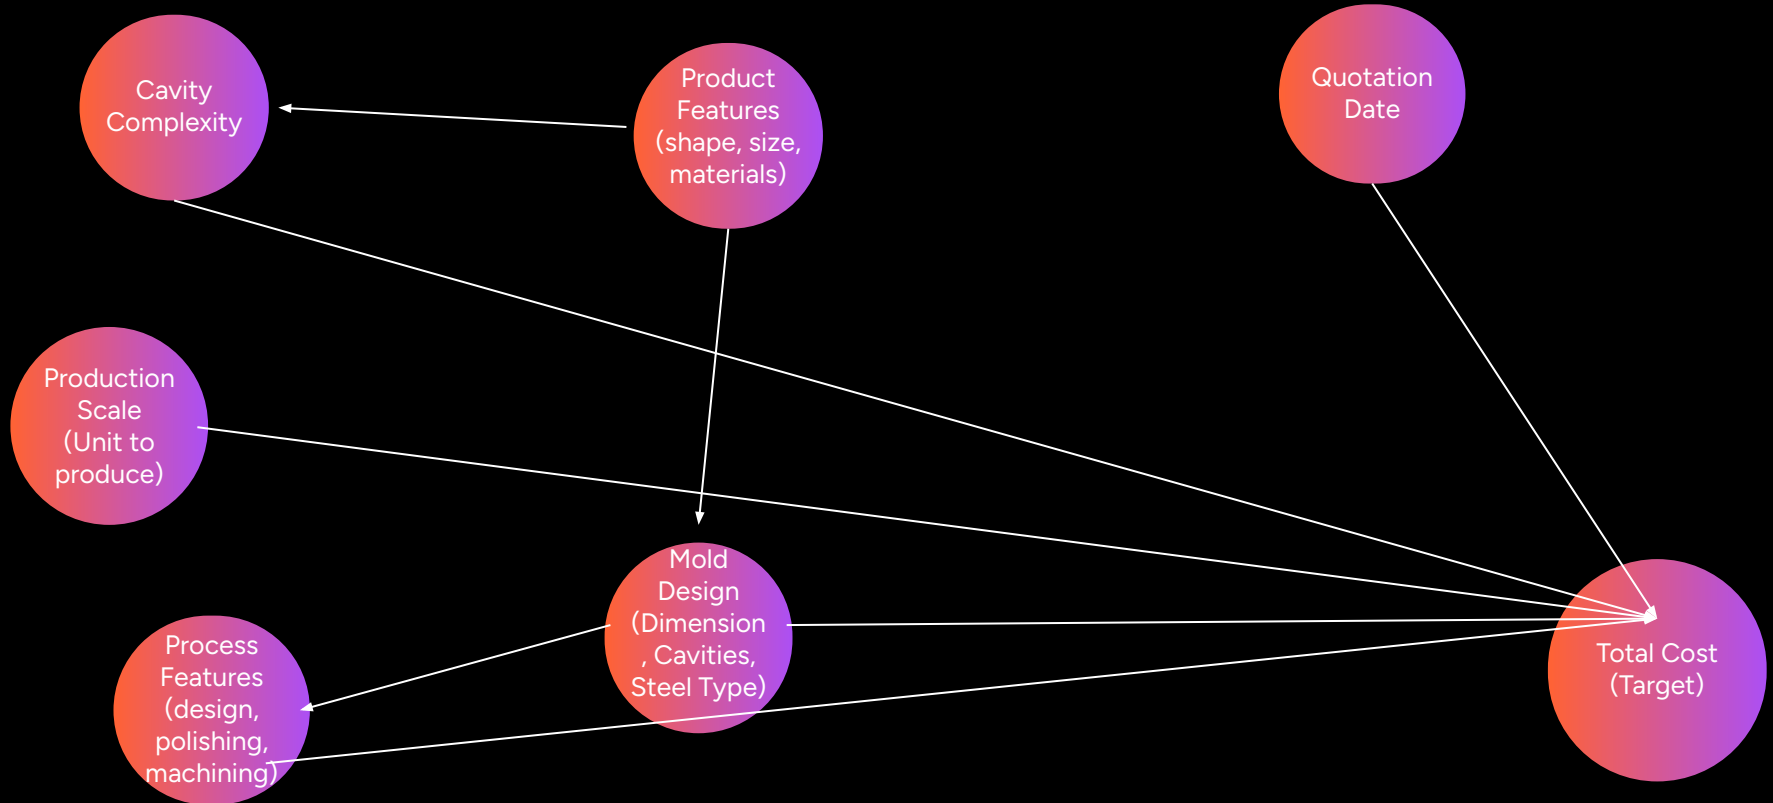 Cavity
Complexity
Product
Features
(shape, size,
materials)
Quotation
Date
Production
Scale
(Unit to
produce)
Mold
Design
(Dimension
, Cavities,
Steel Type)
Process
Features
(design,
polishing,
machining)
Total Cost
(Target)